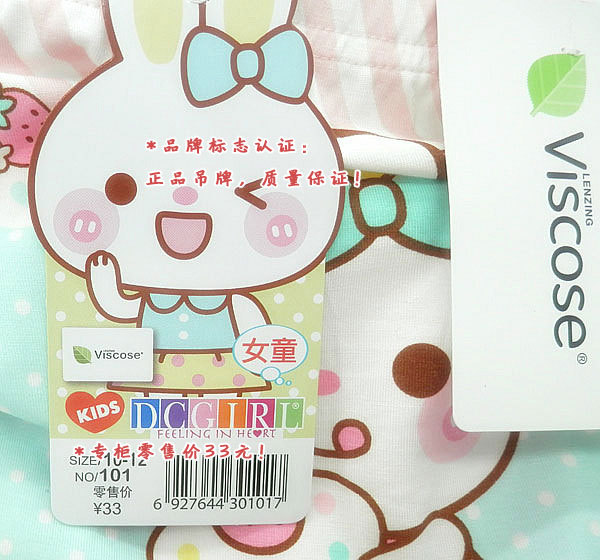 *品牌标志认证：
正品吊牌，质量保证！
LENZING
VISCOSE®
Viscose®
女童
KIDS
DCGIRL®
FEELING IN HEART
*专柜零售价33元！
SIZE/10-12
NO/101
零售价
¥33
6 927644 301017